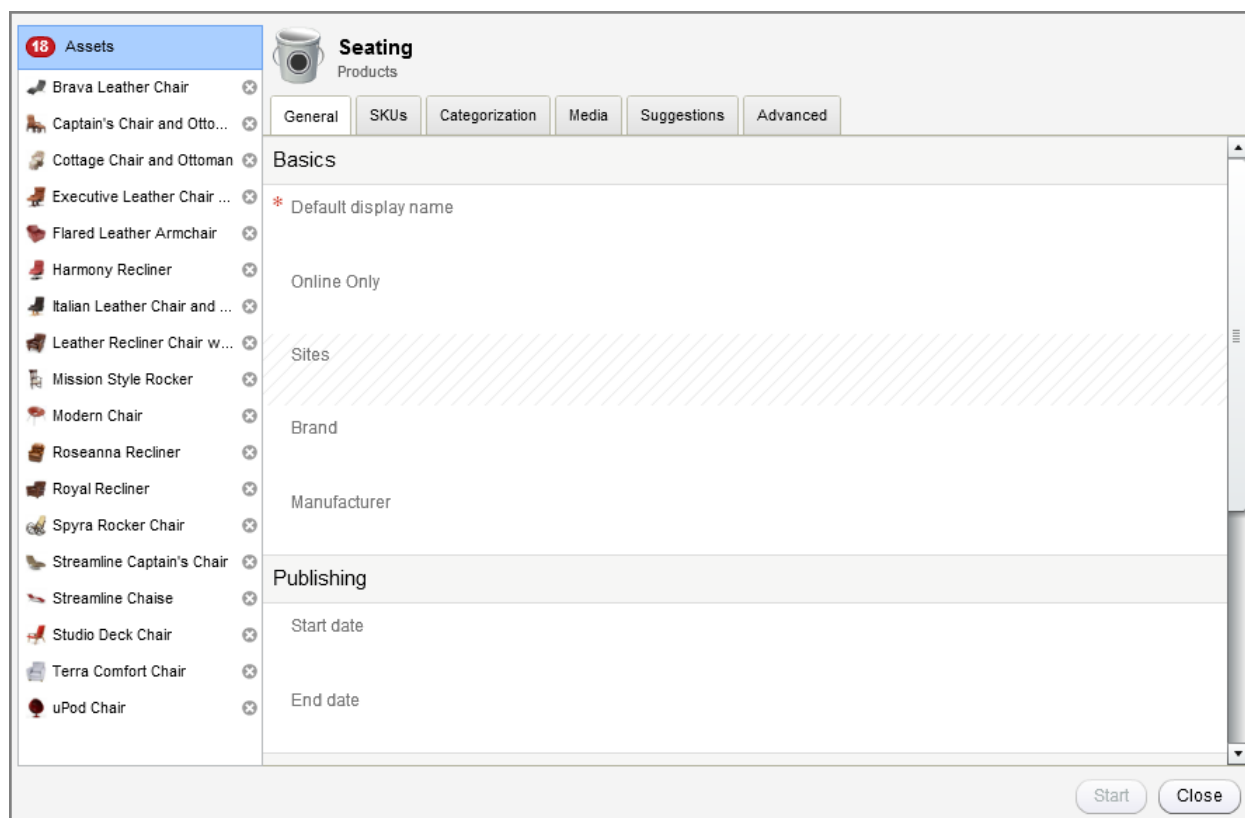 18 Assets
Brava Leather Chair
Captain's Chair and Otto...
Cottage Chair and Ottoman
Executive Leather Chair ...
Flared Leather Armchair
Harmony Recliner
Italian Leather Chair and ...
Leather Recliner Chair w...
Mission Style Rocker
Modern Chair
Roseanna Recliner
Royal Recliner
Spyra Rocker Chair
Streamline Captain's Chair
Streamline Chaise
Studio Deck Chair
Terra Comfort Chair
uPod Chair
Seating
Products
General SKUs Categorization Media Suggestions Advanced
Basics
* Default display name
Online Only
Sites
Brand
Manufacturer
Publishing
Start date
End date
Start Close